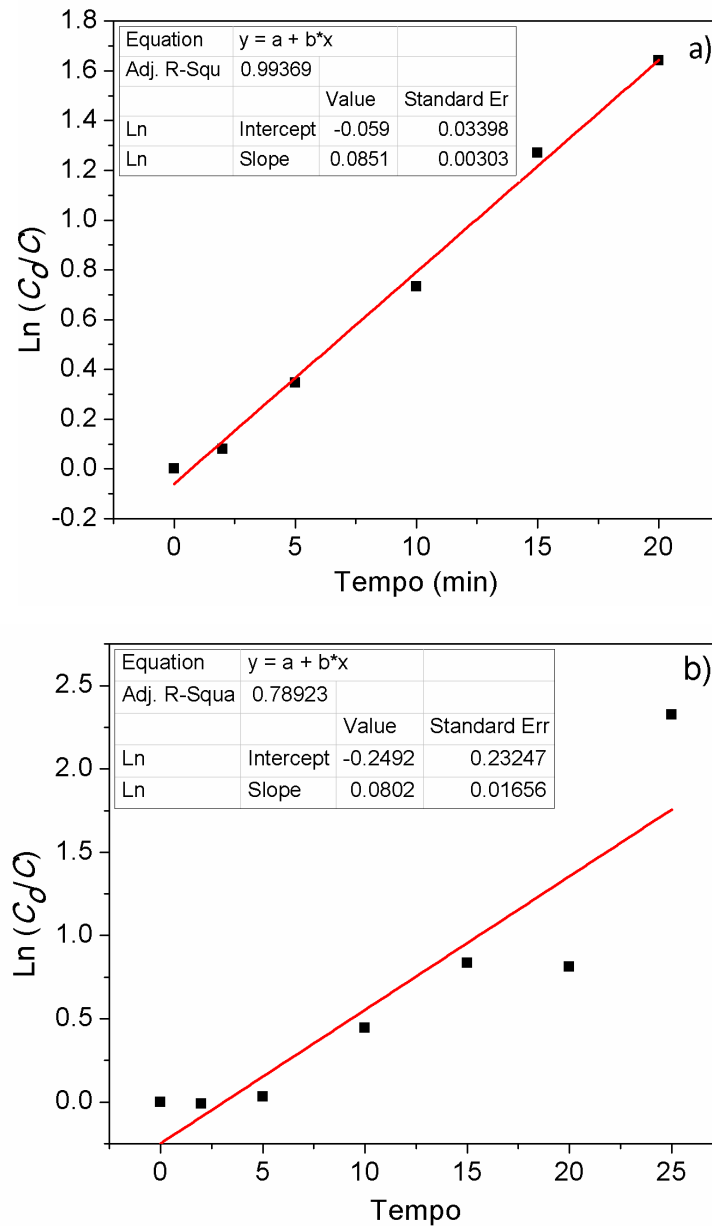 a)
Equation y = a + b*x
Adj. R-Squ 0.99369
Value Standard Er
Ln Intercept -0.059 0.03398
Ln Slope 0.0851 0.00303
1.8
1.6
1.4
1.2
1.0
0.8
0.6
0.4
0.2
0.0
-0.2
Ln (C₀/C)
0 5 10 15 20
Tempo (min)
b)
Equation y = a + b*x
Adj. R-Squa 0.78923
Value Standard Err
Ln Intercept -0.2492 0.23247
Ln Slope 0.0802 0.01656
2.5
2.0
1.5
1.0
0.5
0.0
Ln (C₀/C)
0 5 10 15 20 25
Tempo